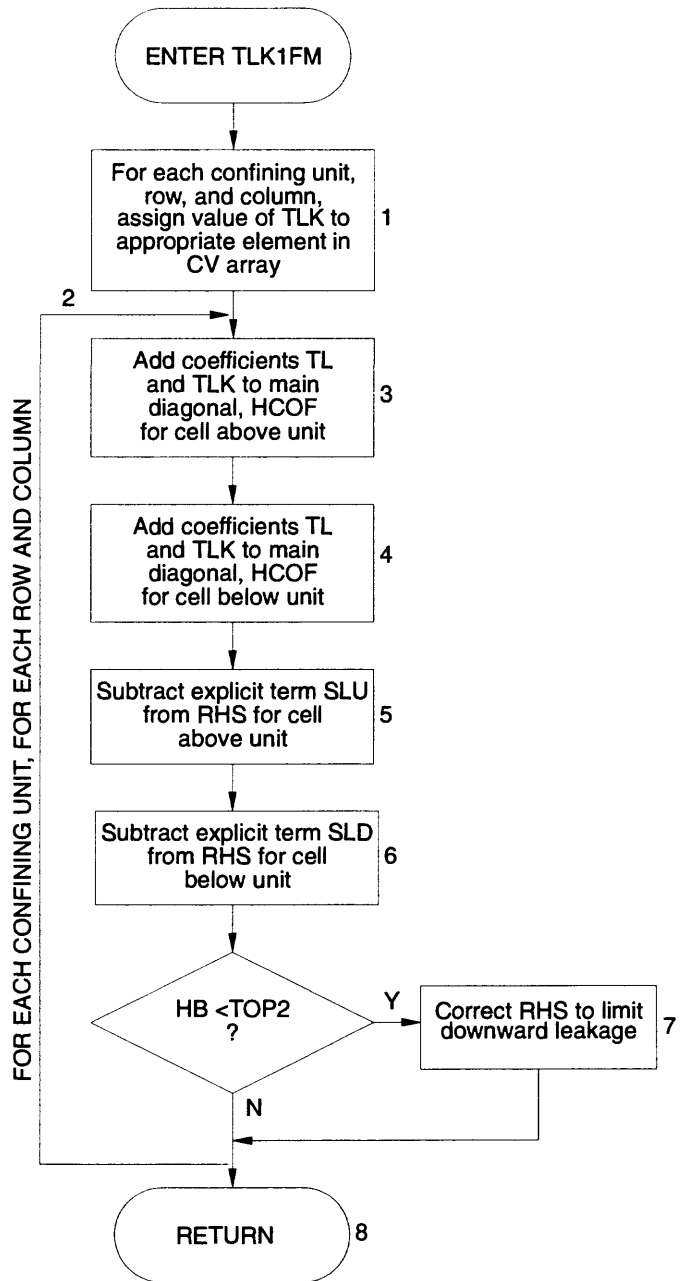 ENTER TLK1FM
For each confining unit,
row, and column,
assign value of TLK to
appropriate element in
CV array
1
2
Add coefficients TL
and TLK to main
diagonal, HCOF
for cell above unit
3
Add coefficients TL
and TLK to main
diagonal, HCOF
for cell below unit
4
Subtract explicit term SLU
from RHS for cell
above unit
5
Subtract explicit term SLD
from RHS for cell
below unit
6
HB <TOP2
?
Y
Correct RHS to limit
downward leakage
7
N
RETURN
8
FOR EACH CONFINING UNIT, FOR EACH ROW AND COLUMN